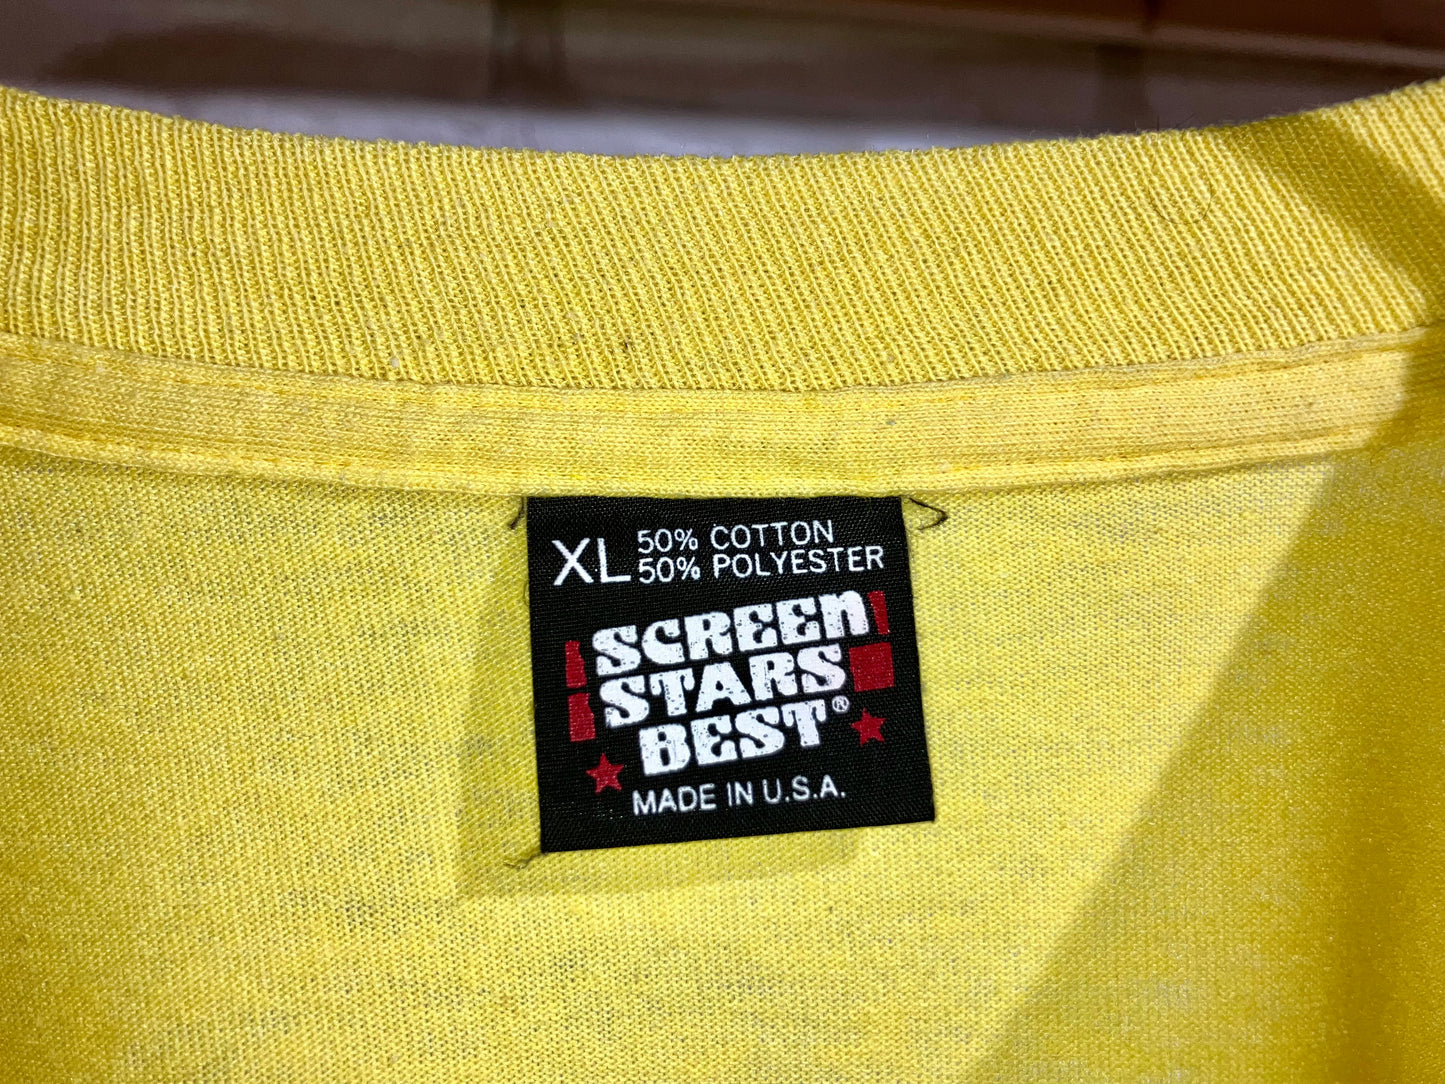 XL 50% COTTON
50% POLYESTER
SCREEN
STARS
BEST®
MADE IN U.S.A.